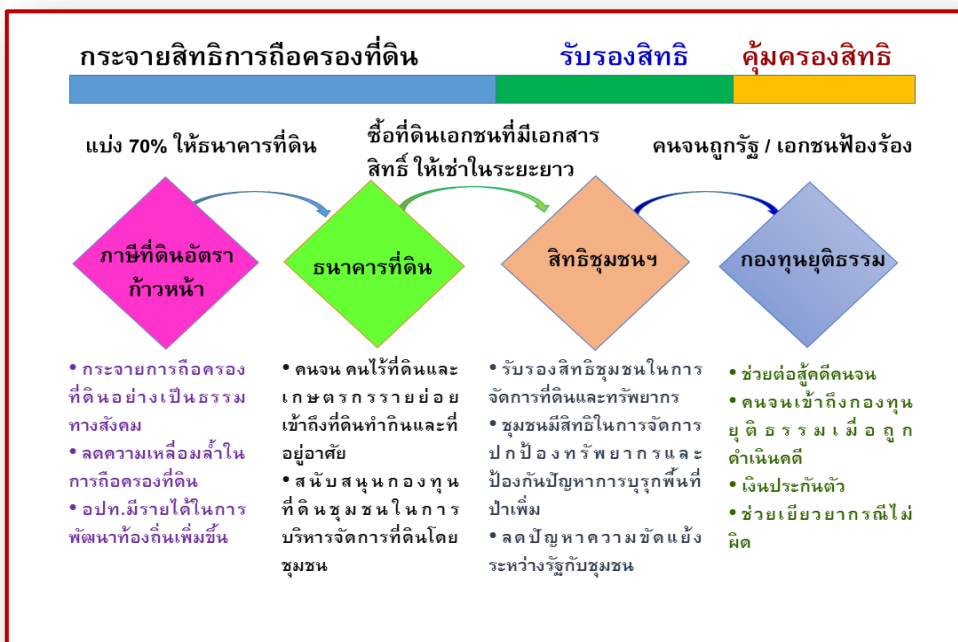 กระจายสิทธิการถือครองที่ดิน
รับรองสิทธิ
คุ้มครองสิทธิ
แบ่ง 70% ให้ธนาคารที่ดิน
ซื้อที่ดินเอกชนที่มีเอกสาร
สิทธิ์ ให้เช่าในระยะยาว
คนจนถูกรัฐ / เอกชนฟ้องร้อง
ภาษีที่ดินอัตรา
ก้าวหน้า
ธนาคารที่ดิน
สิทธิชุมชนฯ
กองทุนยุติธรรม
• กระจายการถือครอง
ที่ดินอย่างเป็นธรรม
ทางสังคม
• ลดความเหลื่อมล้ำใน
การถือครองที่ดิน
• อปท.มีรายได้ในการ
พัฒนาท้องถิ่นเพิ่มขึ้น
• คนจน คนไร้ที่ดินและ
เกษตรกรรายย่อย
เข้าถึงที่ดินทำกินและที่
อยู่อาศัย
• สนับสนุนกองทุน
ที่ดินชุมชนในการ
บริหารจัดการที่ดินโดย
ชุมชน
• รับรองสิทธิชุมชนในการ
จัดการที่ดินและทรัพยากร
• ชุมชนมีสิทธิในการจัดการ
ปกป้องทรัพยากรและ
ป้องกันปัญหาการบุรุกพื้นที่
ป่าเพิ่ม
• ลดปัญหาความขัดแย้ง
ระหว่างรัฐกับชุมชน
• ช่วยต่อสู้คดีคนจน
• คนจนเข้าถึงกองทุน
ยุติธรรมเมื่อถูก
ดำเนินคดี
• เงินประกันตัว
• ช่วยเยียวยากรณีไม่
ผิด